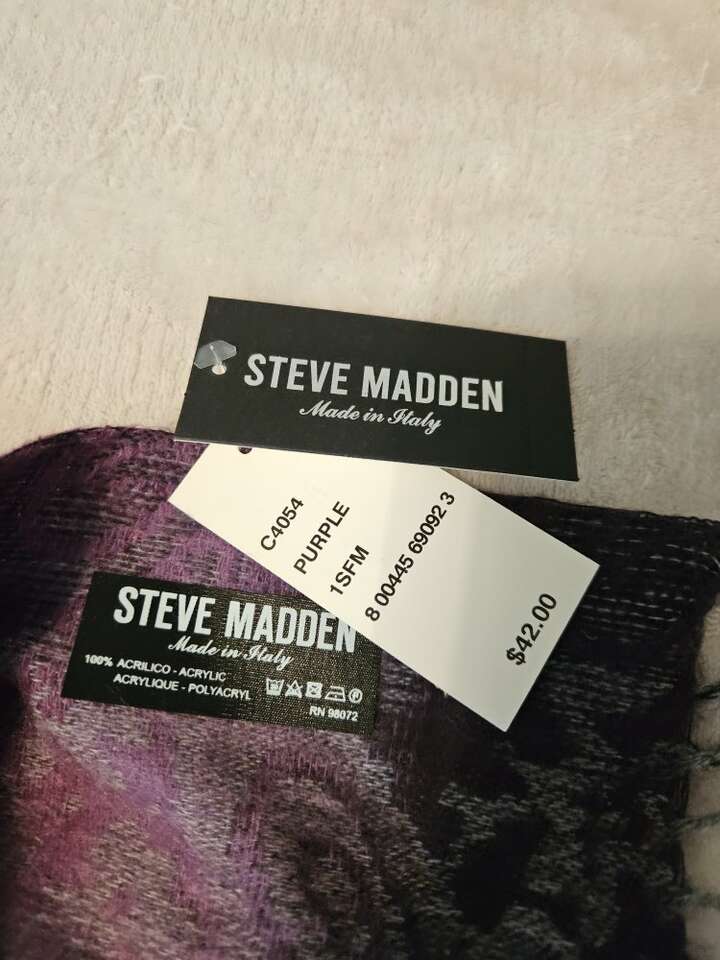 STEVE MADDEN
Made in Italy
C4054
PURPLE
1SFM
8 00445 69092 3
$42.00
STEVE MADDEN
Made in Italy
100% ACRILICO - ACRYLIC
ACRYLIQUE - POLYACRYL
RN 98072